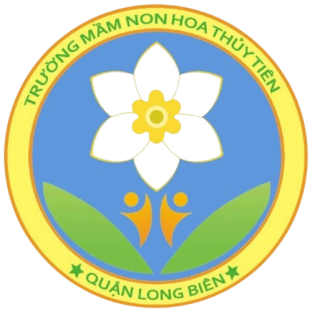 TRƯỜNG MẦM NON HOA THỦY TIÊN
QUẬN LONG BIÊN